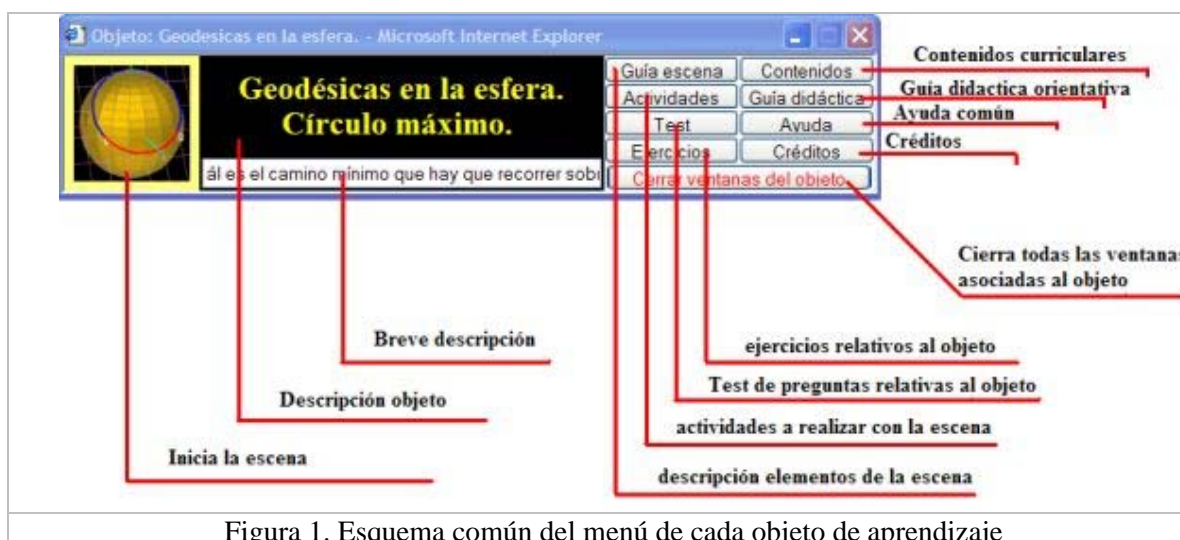 Objeto: Geodesicas en la esfera. - Microsoft Internet Explorer
Geodésicas en la esfera.
Círculo máximo.
ál es el camino mínimo que hay que recorrer sobr
Guía escena
Contenidos
Actividades
Guía didáctica
Test
Ayuda
Ejercicios
Créditos
Cerrar ventanas del objeto
Contenidos curriculares
Guía didactica orientativa
Ayuda común
Créditos
Cierra todas las ventanas
asociadas al objeto
Breve descripción
ejercicios relativos al objeto
Test de preguntas relativas al objeto
Descripción objeto
actividades a realizar con la escena
Inicia la escena
descripción elementos de la escena
Figura 1. Esquema común del menú de cada objeto de aprendizaje